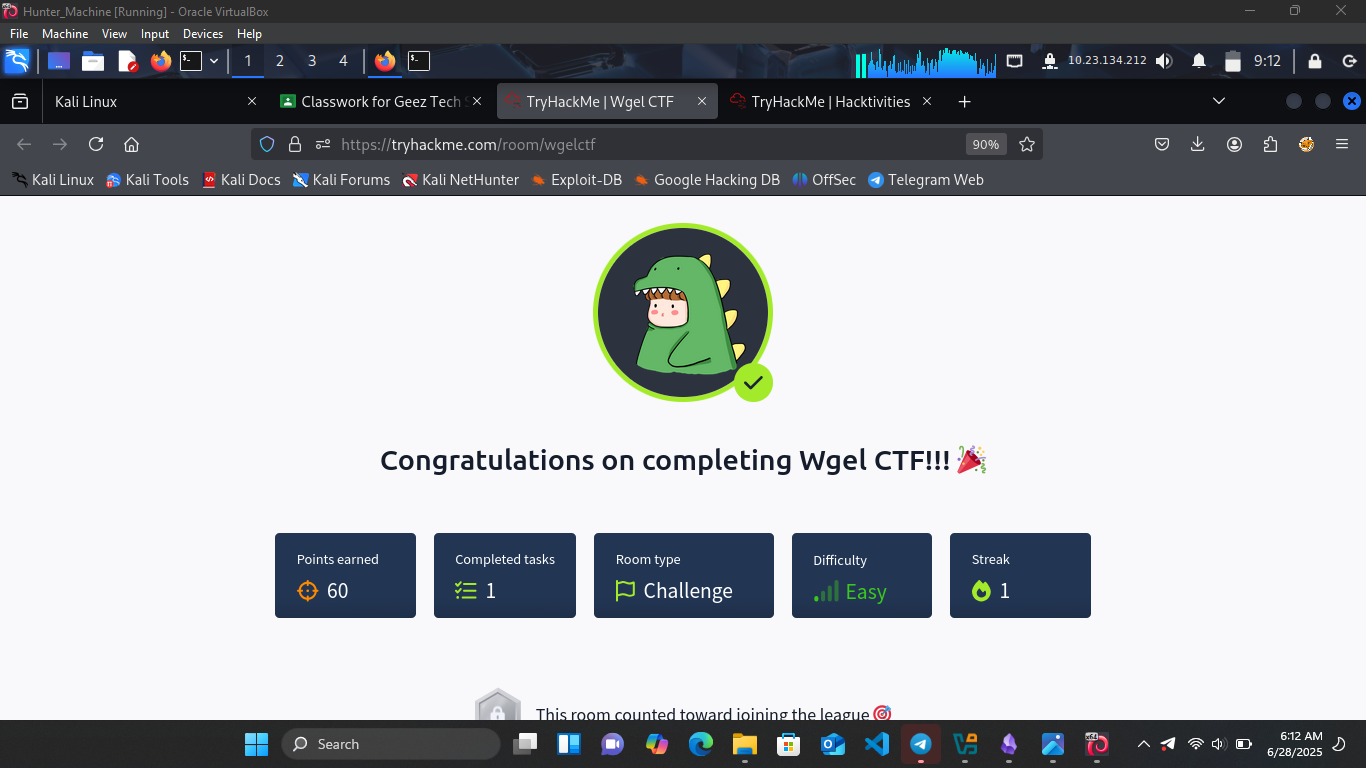 Hunter_Machine [Running] - Oracle VirtualBox
File Machine View Input Devices Help
1 2 3 4 10.23.134.212 9:12
Kali Linux Classwork for Geez Tech TryHackMe | Wgel CTF TryHackMe | Hacktivities
https://tryhackme.com/room/wgelctf 90%
Kali Linux Kali Tools Kali Docs Kali Forums Kali NetHunter Exploit-DB Google Hacking DB OffSec Telegram Web
Congratulations on completing Wgel CTF!!! 🎉
Points earned Completed tasks Room type Difficulty Streak
60 1 Challenge Easy 1
This room counted toward joining the league 🎯
Search
6:12 AM
6/28/2025